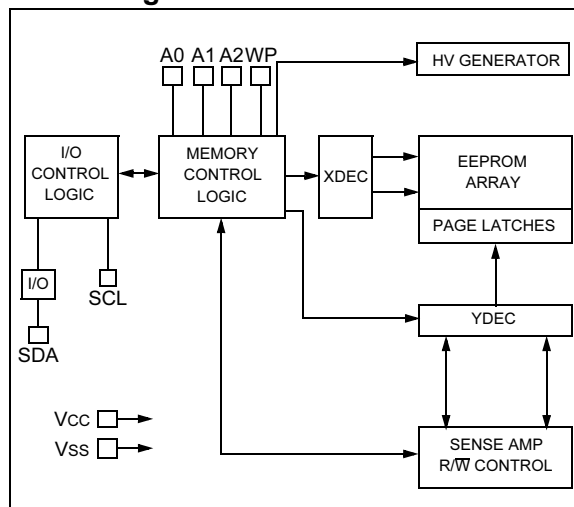 A0 A1 A2 WP
HV GENERATOR
I/O
CONTROL
LOGIC
MEMORY
CONTROL
LOGIC
XDEC
EEPROM
ARRAY
PAGE LATCHES
I/O
SCL
SDA
YDEC
VCC
VSS
SENSE AMP
R/W̅ CONTROL